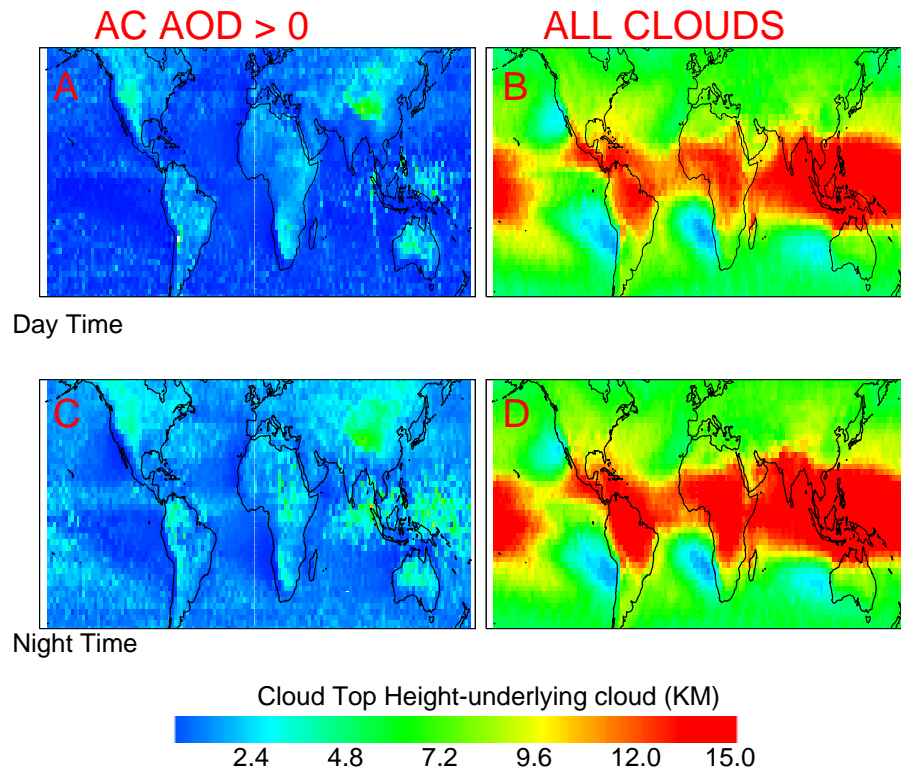 AC AOD > 0
ALL CLOUDS
A
B
Day Time
C
D
Night Time
Cloud Top Height-underlying cloud (KM)
2.4 4.8 7.2 9.6 12.0 15.0